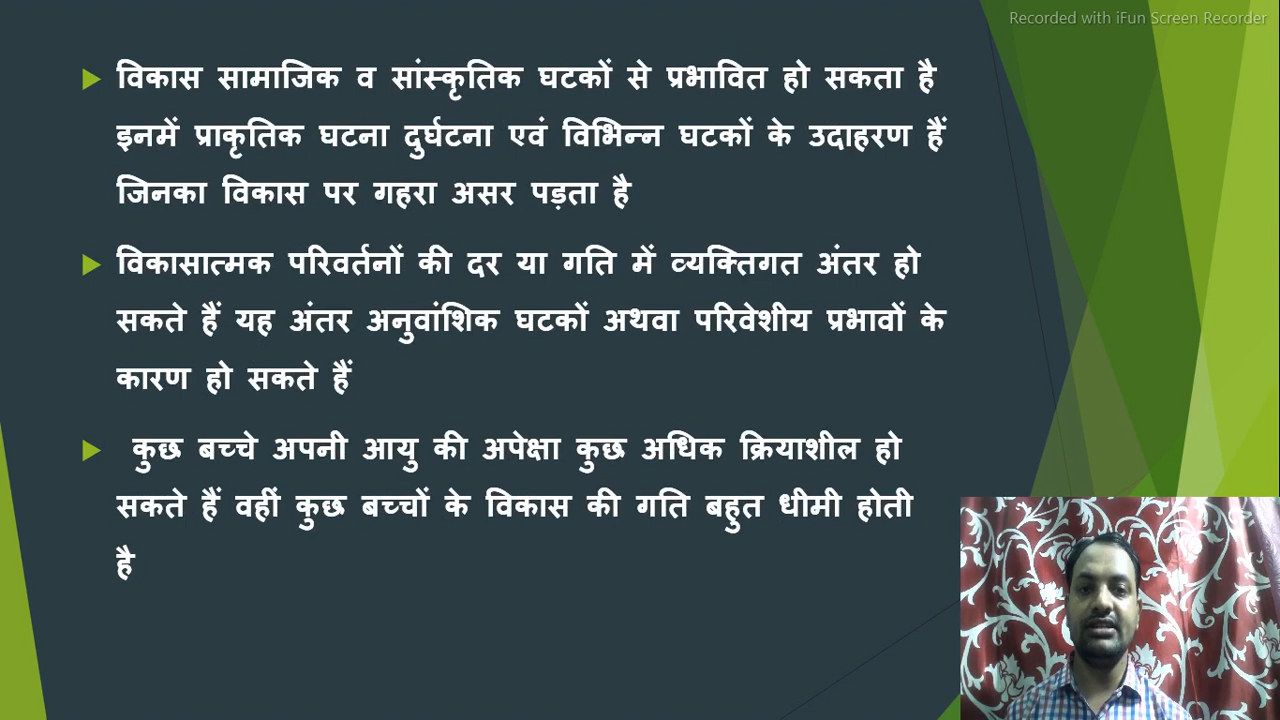 Recorded with iFun Screen Recorder
विकास सामाजिक व सांस्कृतिक घटकों से प्रभावित हो सकता है
इनमें प्राकृतिक घटना दुर्घटना एवं विभिन्न घटकों के उदाहरण हैं
जिनका विकास पर गहरा असर पड़ता है
विकासात्मक परिवर्तनों की दर या गति में व्यक्तिगत अंतर हो
सकते हैं यह अंतर अनुवांशिक घटकों अथवा परिवेशीय प्रभावों के
कारण हो सकते हैं
कुछ बच्चे अपनी आयु की अपेक्षा कुछ अधिक क्रियाशील हो
सकते हैं वहीं कुछ बच्चों के विकास की गति बहुत धीमी होती
है